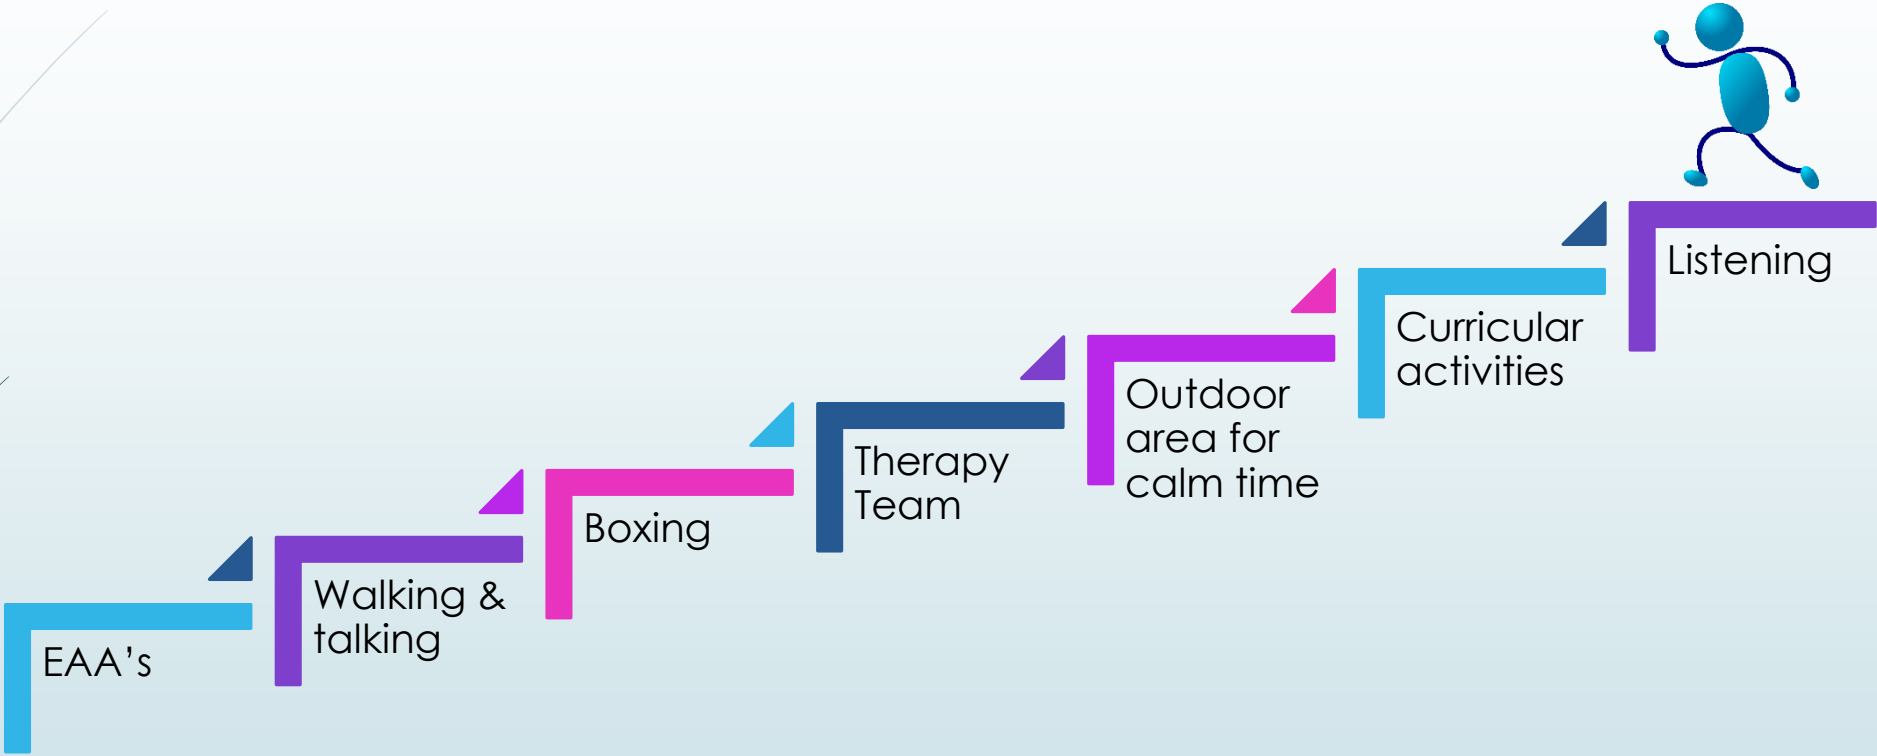 EAA’s
Walking &
talking
Boxing
Therapy
Team
Outdoor
area for
calm time
Curricular
activities
Listening